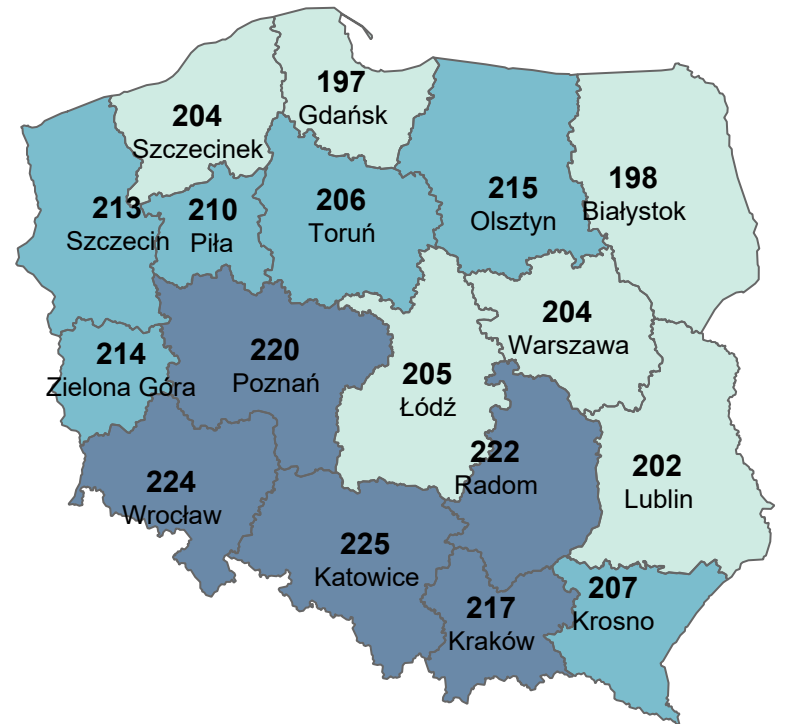 197
Gdańsk
204
Szczecinek
198
Białystok
215
Olsztyn
206
Toruń
213
Szczecin
210
Piła
204
Warszawa
214
Zielona Góra
220
Poznań
205
Łódź
222
Radom
202
Lublin
224
Wrocław
225
Katowice
207
Krosno
217
Kraków